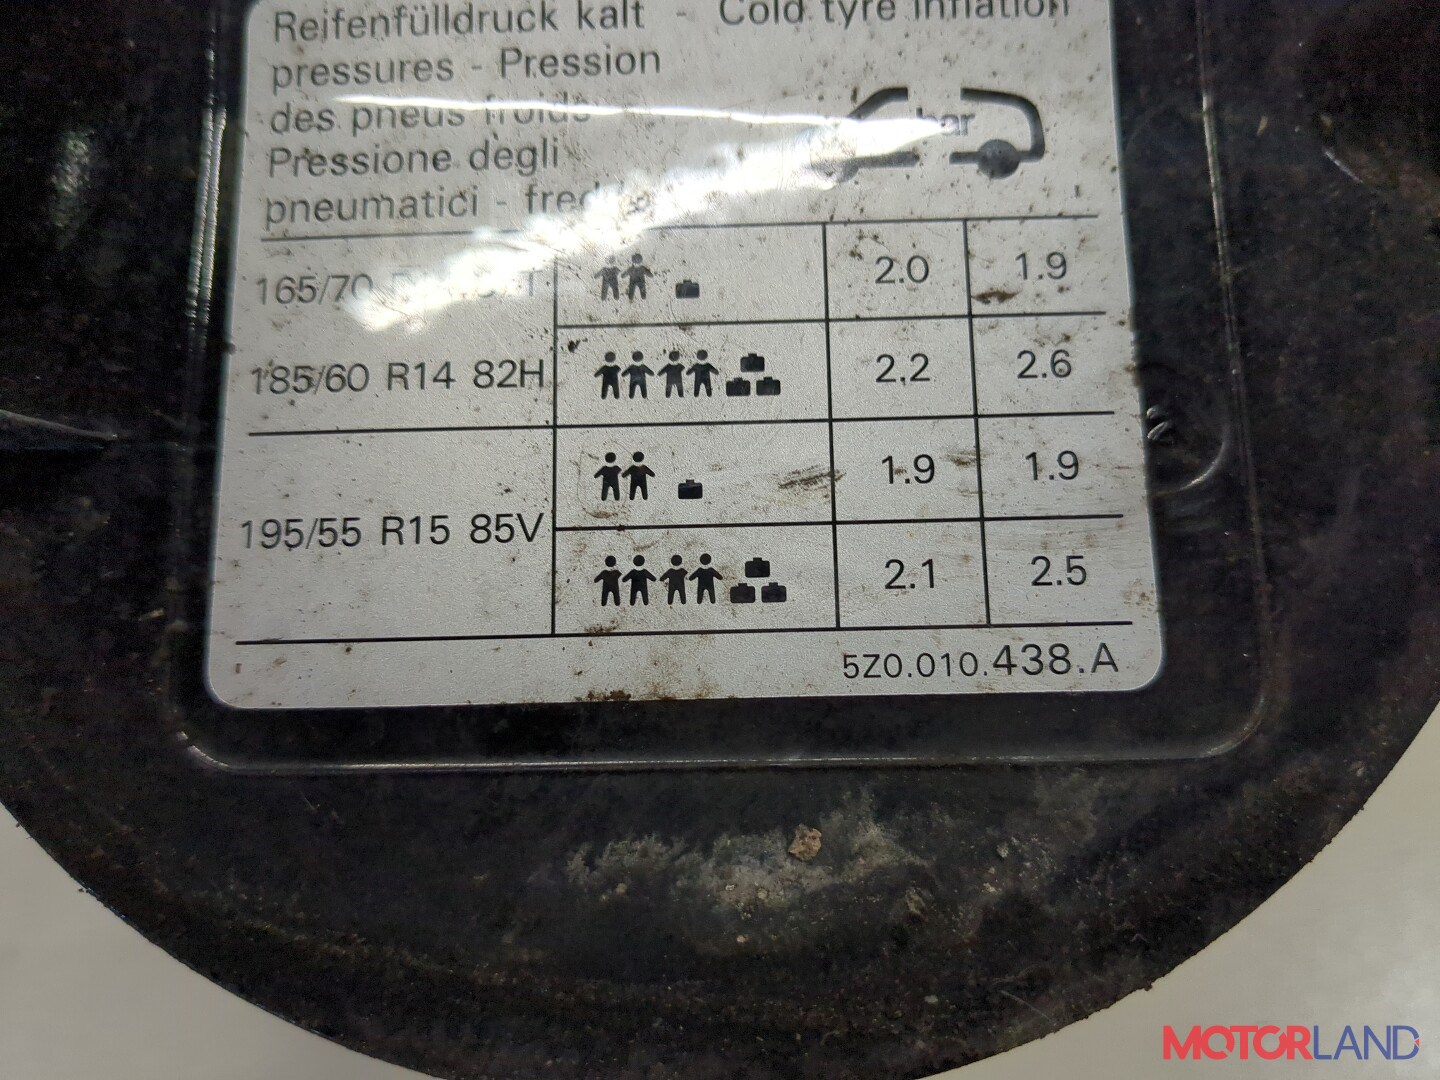 Reifenfülldruck kalt - Cold tyre inflation
pressures - Pression
des pneus froids
Pressione degli
pneumatici -
bar
165/70
2.0 1.9
185/60 R14 82H 2.2 2.6
1.9 1.9
195/55 R15 85V
2.1 2.5
5Z0.010.438.A
MOTORLAND